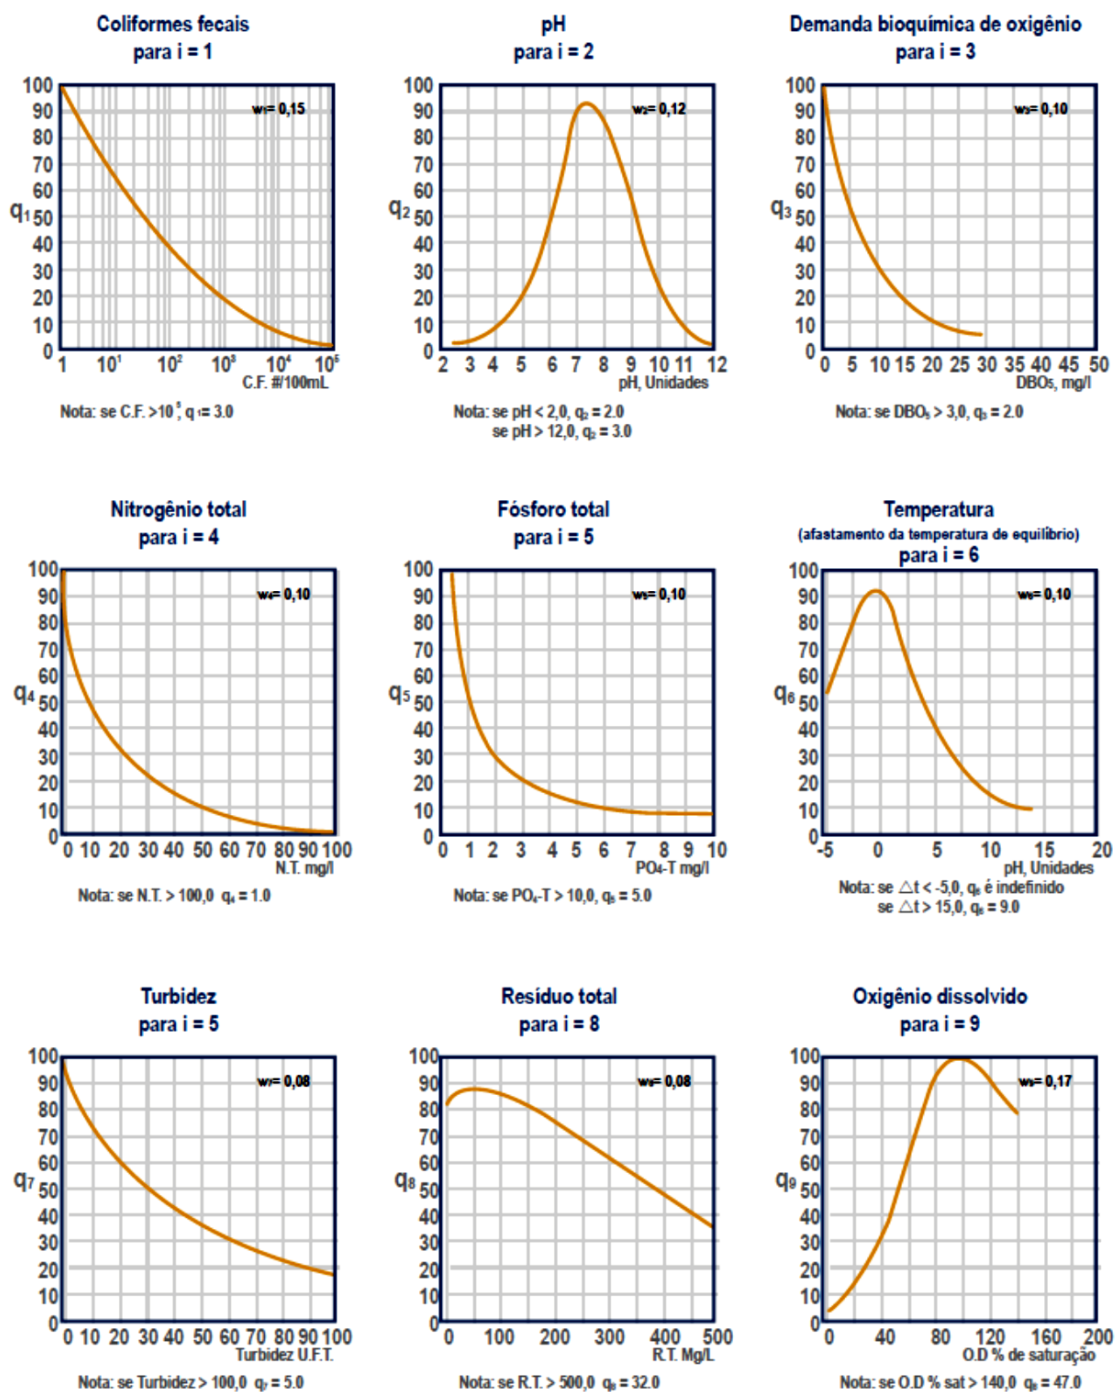 Coliformes fecais
para i = 1
100
90
80
70
60
50
40
30
20
10
0
q1
w1= 0,15
1 10¹ 10² 10³ 10⁴ 10⁵
C.F. #/100mL
Nota: se C.F. >10⁵, q1= 3.0
pH
para i = 2
100
90
80
70
60
50
40
30
20
10
0
q2
w2= 0,12
2 3 4 5 6 7 8 9 10 11 12
pH, Unidades
Nota: se pH < 2,0, q2 = 2.0
se pH > 12,0, q2 = 3.0
Demanda bioquímica de oxigênio
para i = 3
100
90
80
70
60
50
40
30
20
10
0
q3
w3= 0,10
0 5 10 15 20 25 30 35 40 45 50
DBO5, mg/l
Nota: se DBO5 > 3,0, q3 = 2.0
Nitrogênio total
para i = 4
100
90
80
70
60
50
40
30
20
10
0
q4
w4= 0,10
0 10 20 30 40 50 60 70 80 90 100
N.T. mg/l
Nota: se N.T. > 100,0 q4 = 1.0
Fósforo total
para i = 5
100
90
80
70
60
50
40
30
20
10
0
q5
w5= 0,10
0 1 2 3 4 5 6 7 8 9 10
PO4-T mg/l
Nota: se PO4-T > 10,0, q5 = 5.0
Temperatura
(afastamento da temperatura de equilíbrio)
para i = 6
100
90
80
70
60
50
40
30
20
10
0
q6
w6= 0,10
-5 0 5 10 15 20
pH, Unidades
Nota: se △t < -5,0, q6 é indefinido
se △t > 15,0, q6 = 9.0
Turbidez
para i = 5
100
90
80
70
60
50
40
30
20
10
0
q7
w7= 0,08
0 10 20 30 40 50 60 70 80 90 100
Turbidez U.F.T.
Nota: se Turbidez > 100,0 q7 = 5.0
Resíduo total
para i = 8
100
90
80
70
60
50
40
30
20
10
0
q8
w8= 0,08
0 100 200 300 400 500
R.T. Mg/L
Nota: se R.T. > 500,0 q8 = 32.0
Oxigênio dissolvido
para i = 9
100
90
80
70
60
50
40
30
20
10
0
q9
w9= 0,17
0 40 80 120 160 200
O.D % de saturação
Nota: se O.D % sat > 140,0 q8 = 47.0